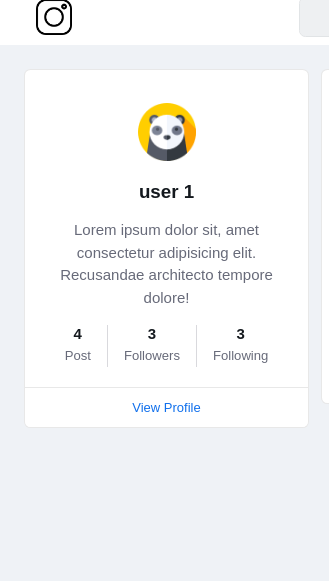 user 1
Lorem ipsum dolor sit, amet
consectetur adipisicing elit.
Recusandae architecto tempore
dolore!
4 3 3
Post Followers Following
View Profile